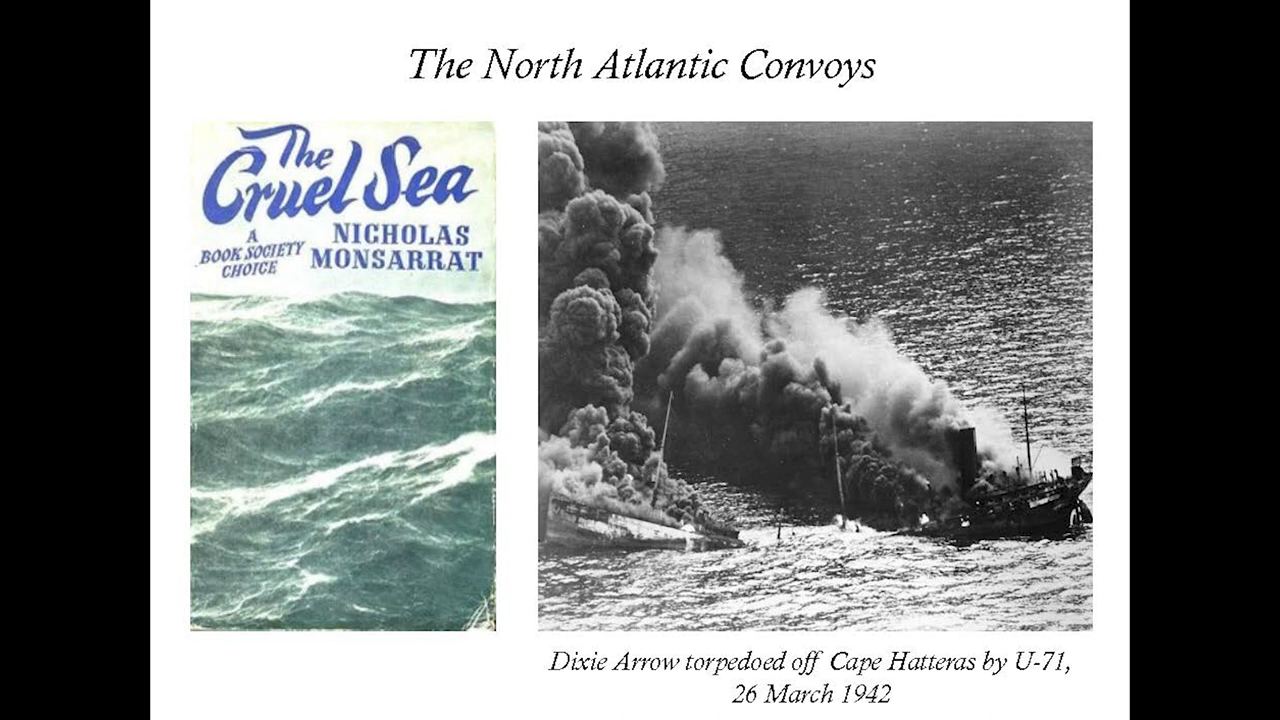 The North Atlantic Convoys
The
Cruel Sea
A
BOOK SOCIETY
CHOICE
NICHOLAS
MONSARRAT
Dixie Arrow torpedoed off Cape Hatteras by U-71,
26 March 1942